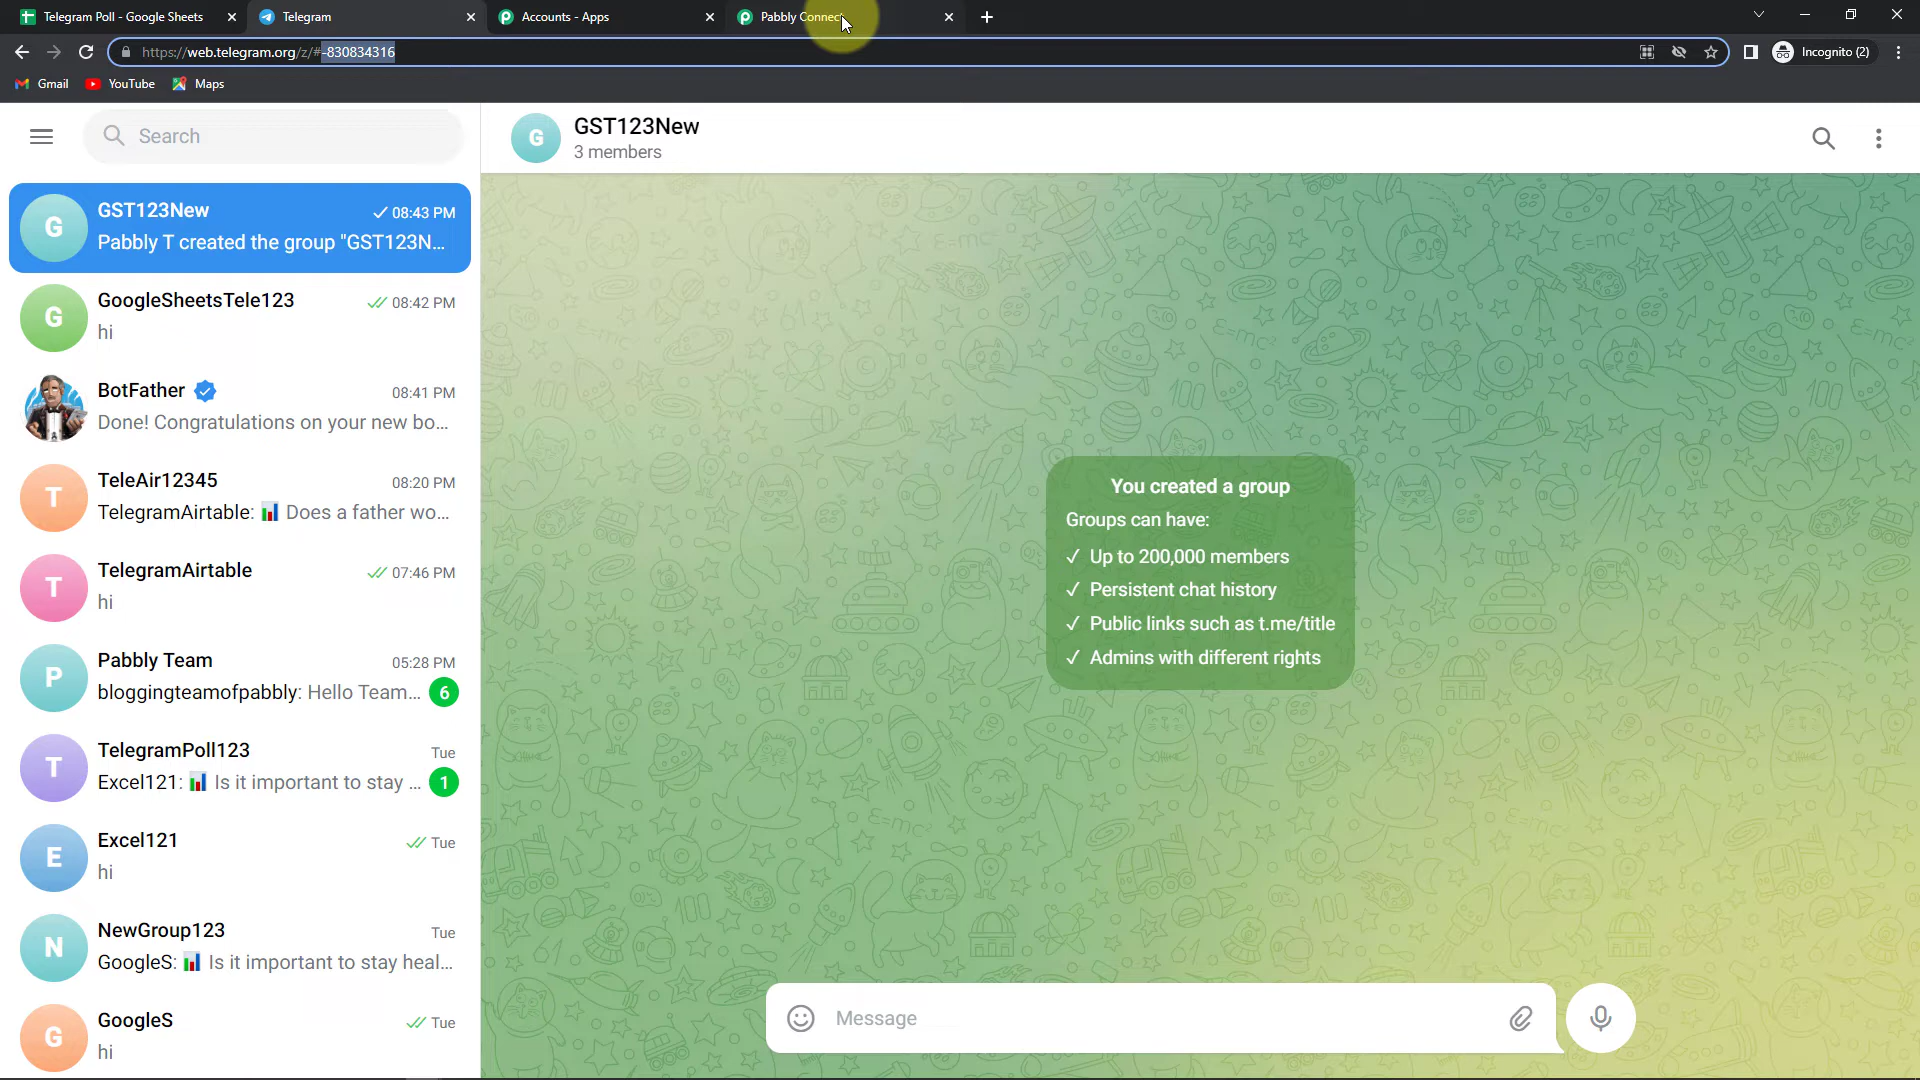 Telegram Poll - Google Sheets
Telegram
Accounts - Apps
Pabbly Connect
https://web.telegram.org/z/#-830834316
Incognito (2)
Gmail
YouTube
Maps
Search
G
GST123New
3 members
G
GST123New
08:43 PM
Pabbly T created the group "GST123N...
G
GoogleSheetsTele123
08:42 PM
hi
BotFather
08:41 PM
Done! Congratulations on your new bo...
T
TeleAir12345
08:20 PM
TelegramAirtable: 📊 Does a father wo...
T
TelegramAirtable
07:46 PM
hi
P
Pabbly Team
05:28 PM
bloggingteamofpabbly: Hello Team...
6
T
TelegramPoll123
Tue
Excel121: 📊 Is it important to stay ...
1
E
Excel121
Tue
hi
N
NewGroup123
Tue
GoogleS: 📊 Is it important to stay heal...
G
GoogleS
Tue
hi
You created a group
Groups can have:
✓ Up to 200,000 members
✓ Persistent chat history
✓ Public links such as t.me/title
✓ Admins with different rights
Message